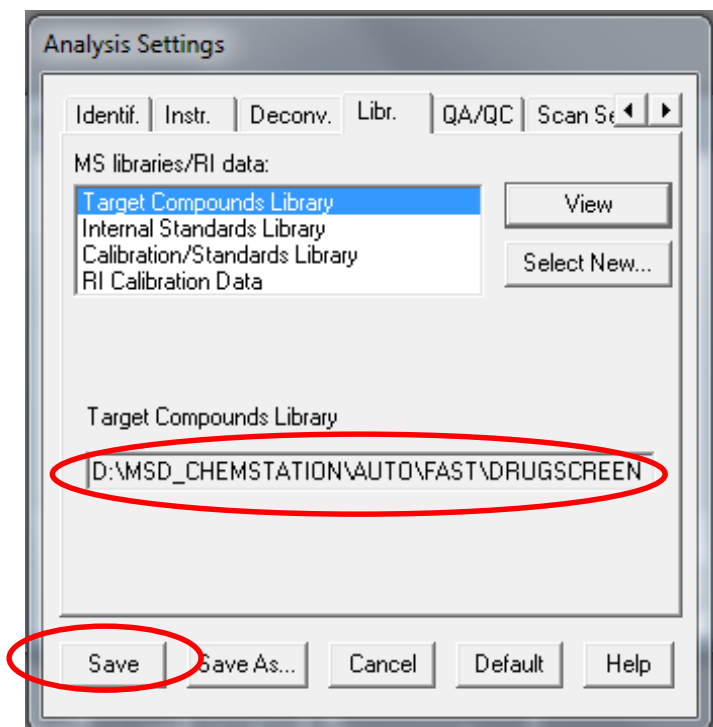 Analysis Settings
Identif. Instr. Deconv. Libr. QA/QC Scan Se
MS libraries/RI data:
Target Compounds Library
Internal Standards Library
Calibration/Standards Library
RI Calibration Data
View
Select New...
Target Compounds Library
D:\MSD_CHEMSTATION\AUTO\FAST\DRUGSCREEN
Save Save As... Cancel Default Help